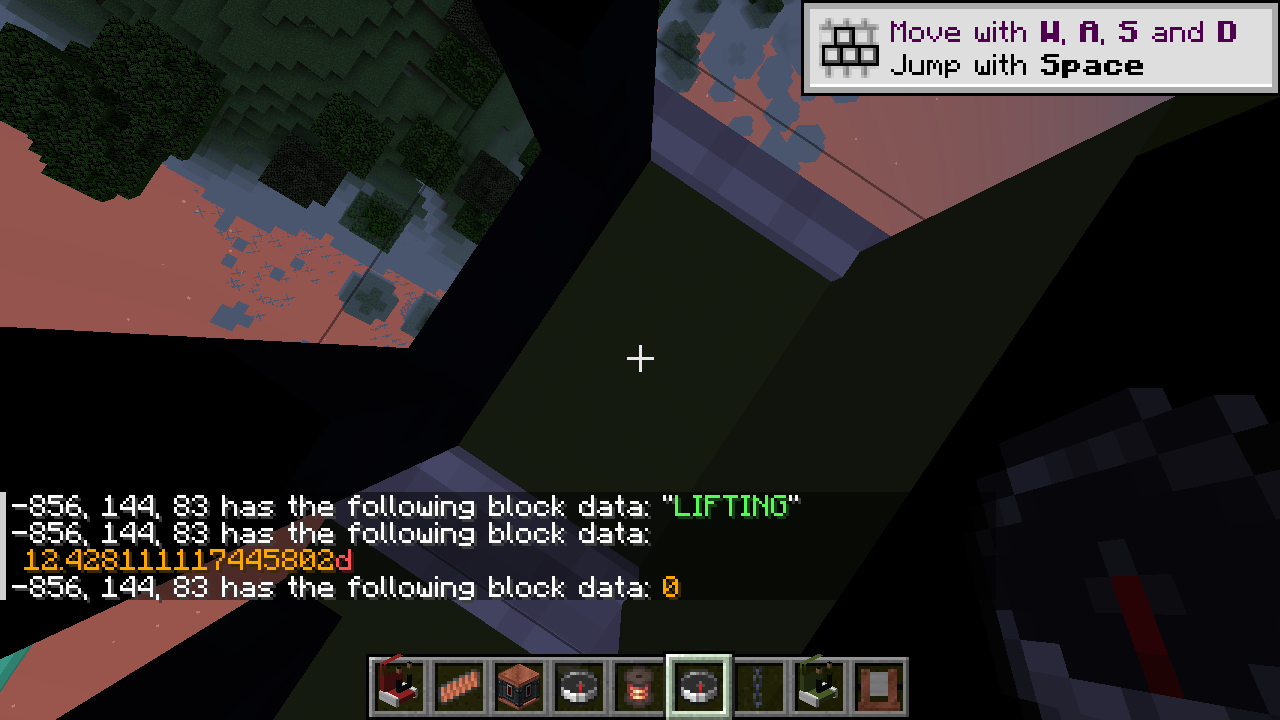 Move with W, A, S and D
Jump with Space
-856, 144, 83 has the following block data: "LIFTING"
-856, 144, 83 has the following block data:
12.428111117445802d
-856, 144, 83 has the following block data: 0